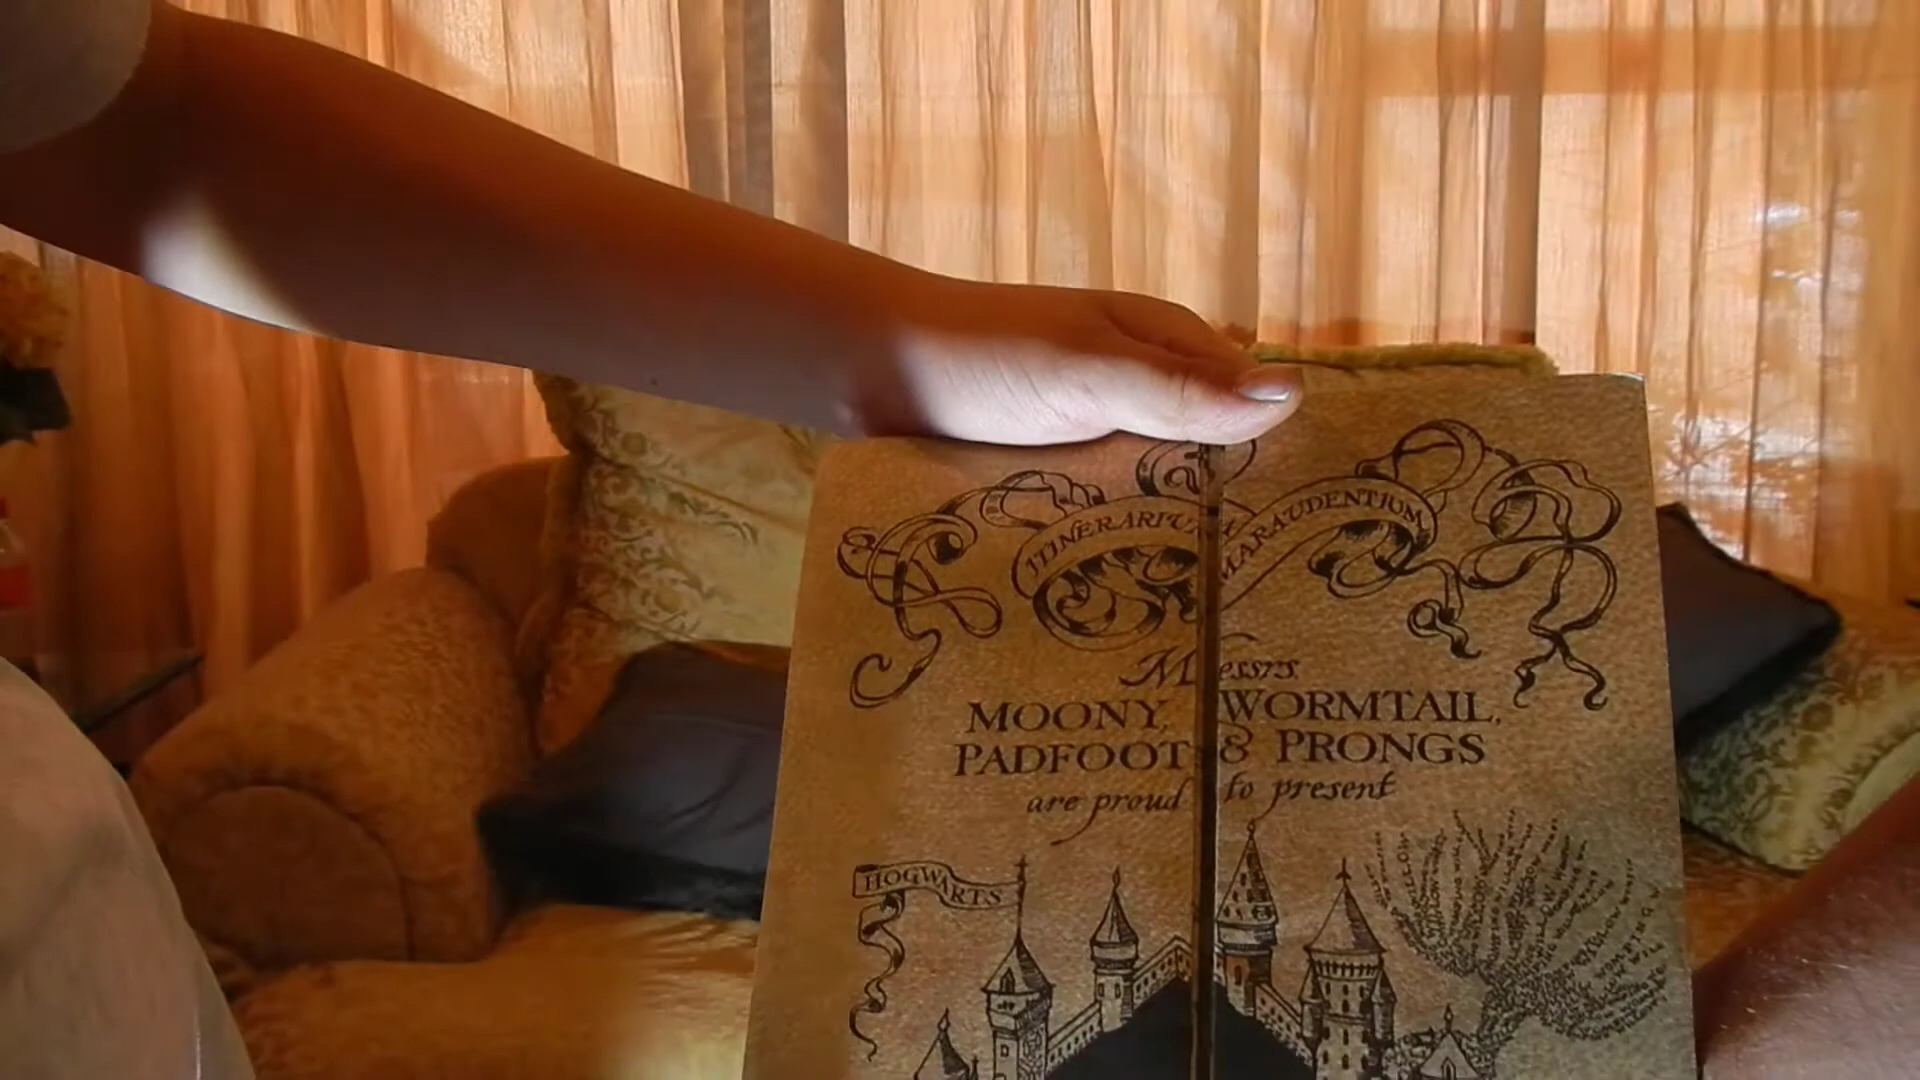 ITINERARIUM MARAUDENTIUM
Messrs.
MOONY, WORMTAIL,
PADFOOT & PRONGS
are proud to present
HOGWARTS